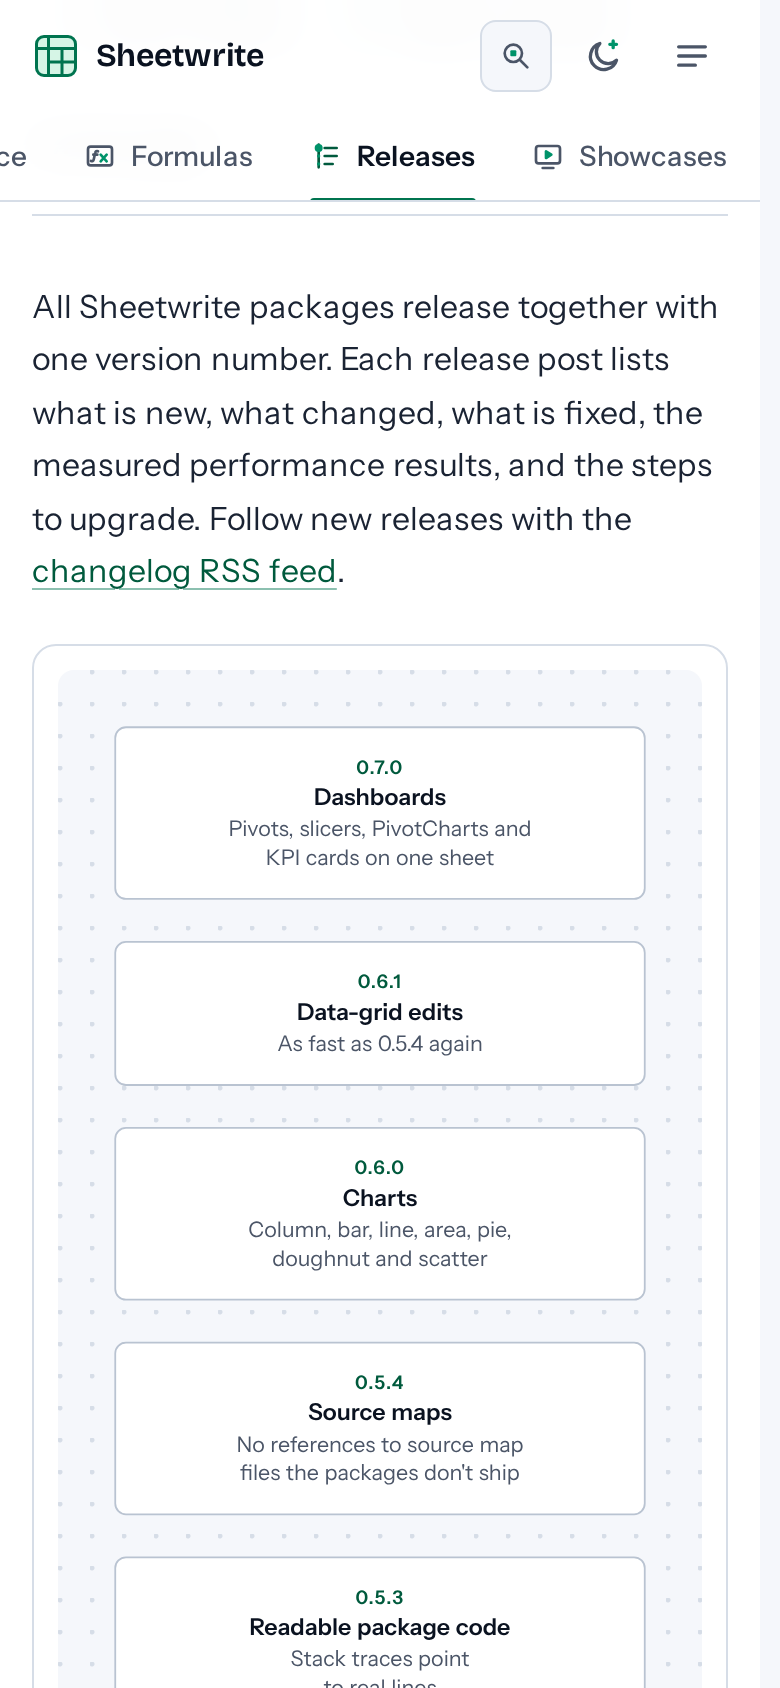 Sheetwrite
ce Formulas Releases Showcases
All Sheetwrite packages release together with
one version number. Each release post lists
what is new, what changed, what is fixed, the
measured performance results, and the steps
to upgrade. Follow new releases with the
changelog RSS feed.
0.7.0
Dashboards
Pivots, slicers, PivotCharts and
KPI cards on one sheet
0.6.1
Data-grid edits
As fast as 0.5.4 again
0.6.0
Charts
Column, bar, line, area, pie,
doughnut and scatter
0.5.4
Source maps
No references to source map
files the packages don't ship
0.5.3
Readable package code
Stack traces point
to real lines